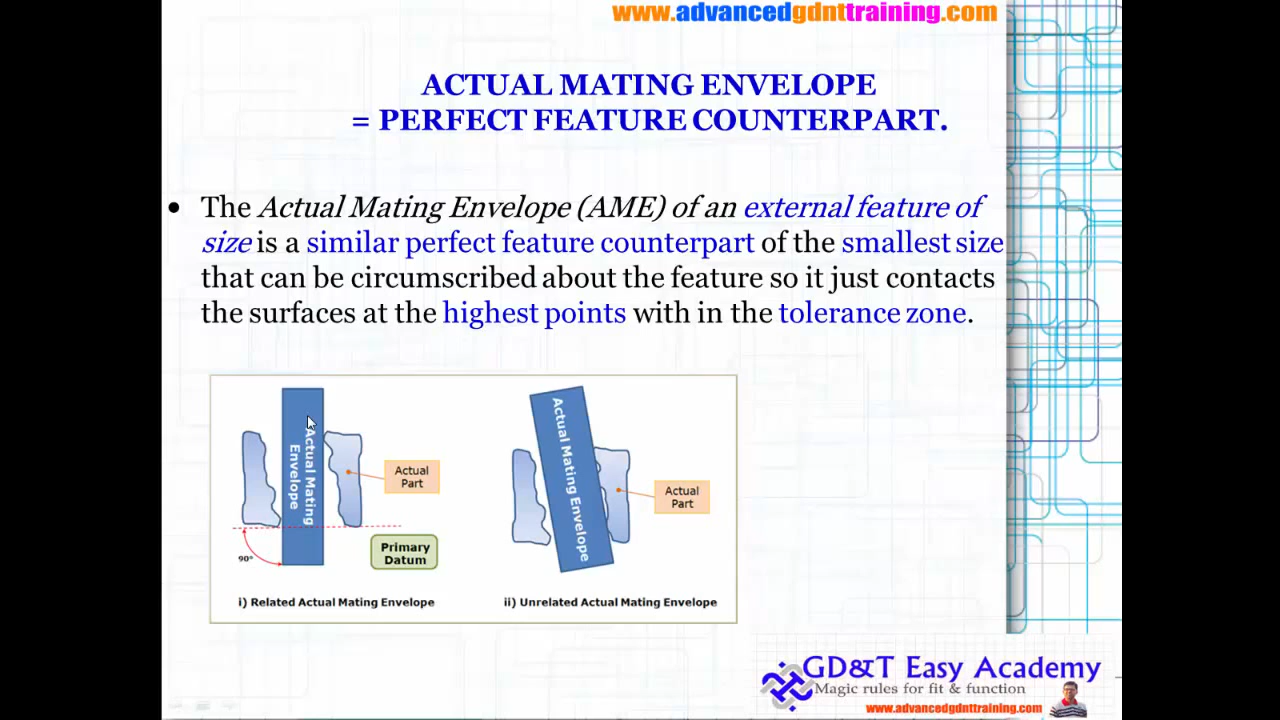 www.advancedgdnttraining.com
ACTUAL MATING ENVELOPE
= PERFECT FEATURE COUNTERPART.
• The Actual Mating Envelope (AME) of an external feature of
size is a similar perfect feature counterpart of the smallest size
that can be circumscribed about the feature so it just contacts
the surfaces at the highest points with in the tolerance zone.
Actual Mating
Envelope
Actual
Part
90°
Primary
Datum
i) Related Actual Mating Envelope
Actual Mating Envelope
Actual
Part
ii) Unrelated Actual Mating Envelope
GD&T Easy Academy
Magic rules for fit & function
www.advancedgdnttraining.com